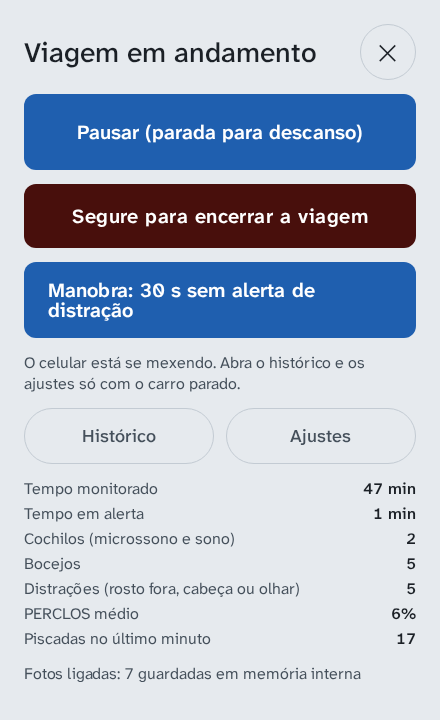 Viagem em andamento
Pausar (parada para descanso)
Segure para encerrar a viagem
Manobra: 30 s sem alerta de
distração
O celular está se mexendo. Abra o histórico e os
ajustes só com o carro parado.
Histórico
Ajustes
Tempo monitorado 47 min
Tempo em alerta 1 min
Cochilos (microssono e sono) 2
Bocejos 5
Distrações (rosto fora, cabeça ou olhar) 5
PERCLOS médio 6%
Piscadas no último minuto 17
Fotos ligadas: 7 guardadas em memória interna